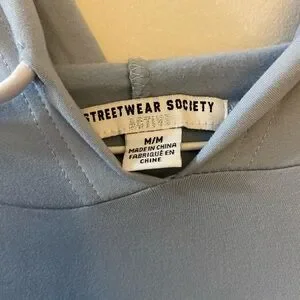 STREETWEAR SOCIETY
ACTIVE
M/M
MADE IN CHINA
FABRIQUÉ EN
CHINE